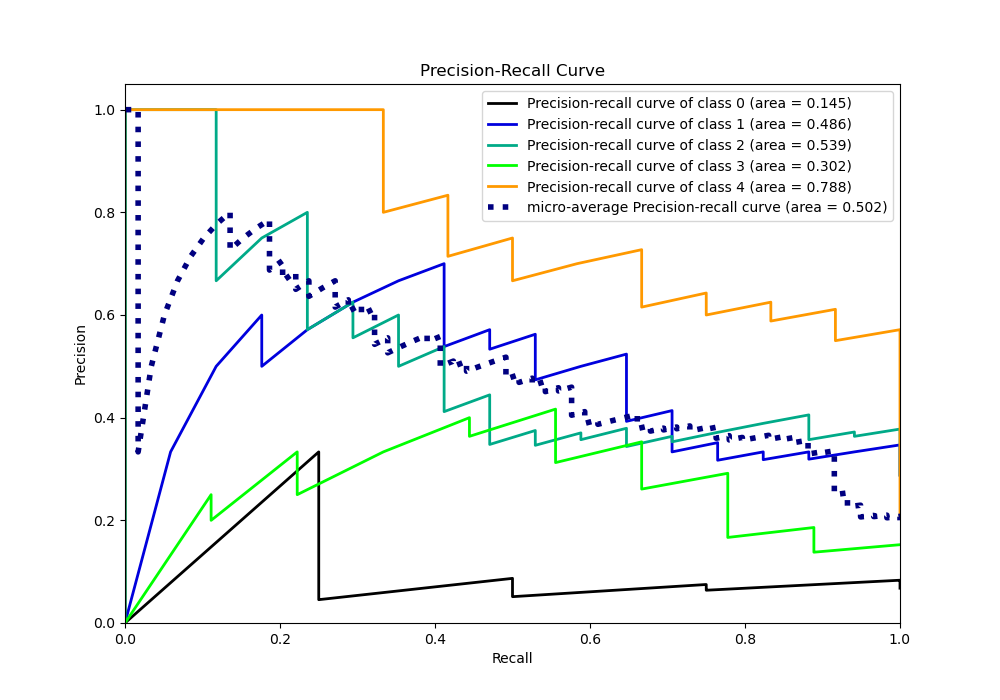 Precision-Recall Curve
Precision-recall curve of class 0 (area = 0.145)
Precision-recall curve of class 1 (area = 0.486)
Precision-recall curve of class 2 (area = 0.539)
Precision-recall curve of class 3 (area = 0.302)
Precision-recall curve of class 4 (area = 0.788)
micro-average Precision-recall curve (area = 0.502)
Precision
1.0
0.8
0.6
0.4
0.2
0.0
0.0 0.2 0.4 0.6 0.8 1.0
Recall